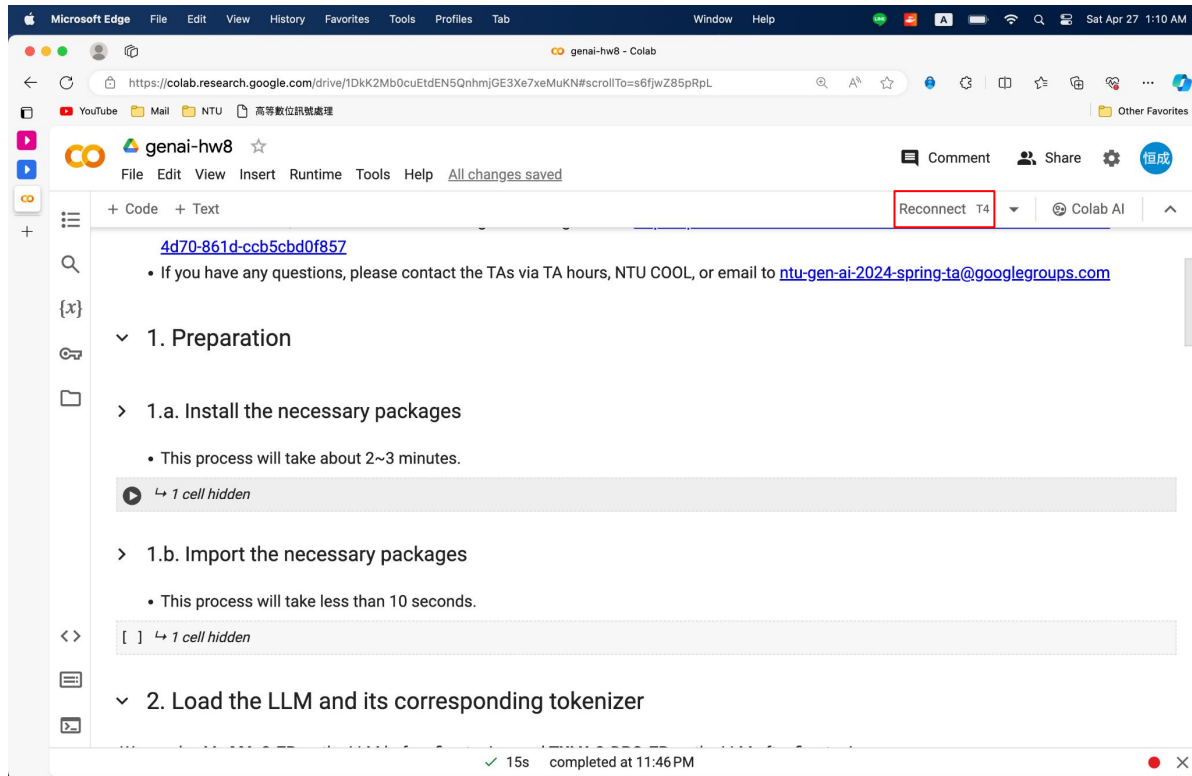 Microsoft Edge File Edit View History Favorites Tools Profiles Tab Window Help A Sat Apr 27 1:10 AM
genai-hw8 - Colab
https://colab.research.google.com/drive/1DkK2Mb0cuEtdEN5QnhmjGE3Xe7xeMuKN#scrollTo=s6fjwZ85pRpL
YouTube Mail NTU 高等數位訊號處理 Other Favorites
genai-hw8
Comment Share 恒成
File Edit View Insert Runtime Tools Help All changes saved
+ Code + Text Reconnect T4 Colab AI
4d70-861d-ccb5cbd0f857
• If you have any questions, please contact the TAs via TA hours, NTU COOL, or email to ntu-gen-ai-2024-spring-ta@googlegroups.com
{x}
1. Preparation
1.a. Install the necessary packages
• This process will take about 2~3 minutes.
↳ 1 cell hidden
1.b. Import the necessary packages
• This process will take less than 10 seconds.
[ ] ↳ 1 cell hidden
2. Load the LLM and its corresponding tokenizer
✓ 15s completed at 11:46 PM